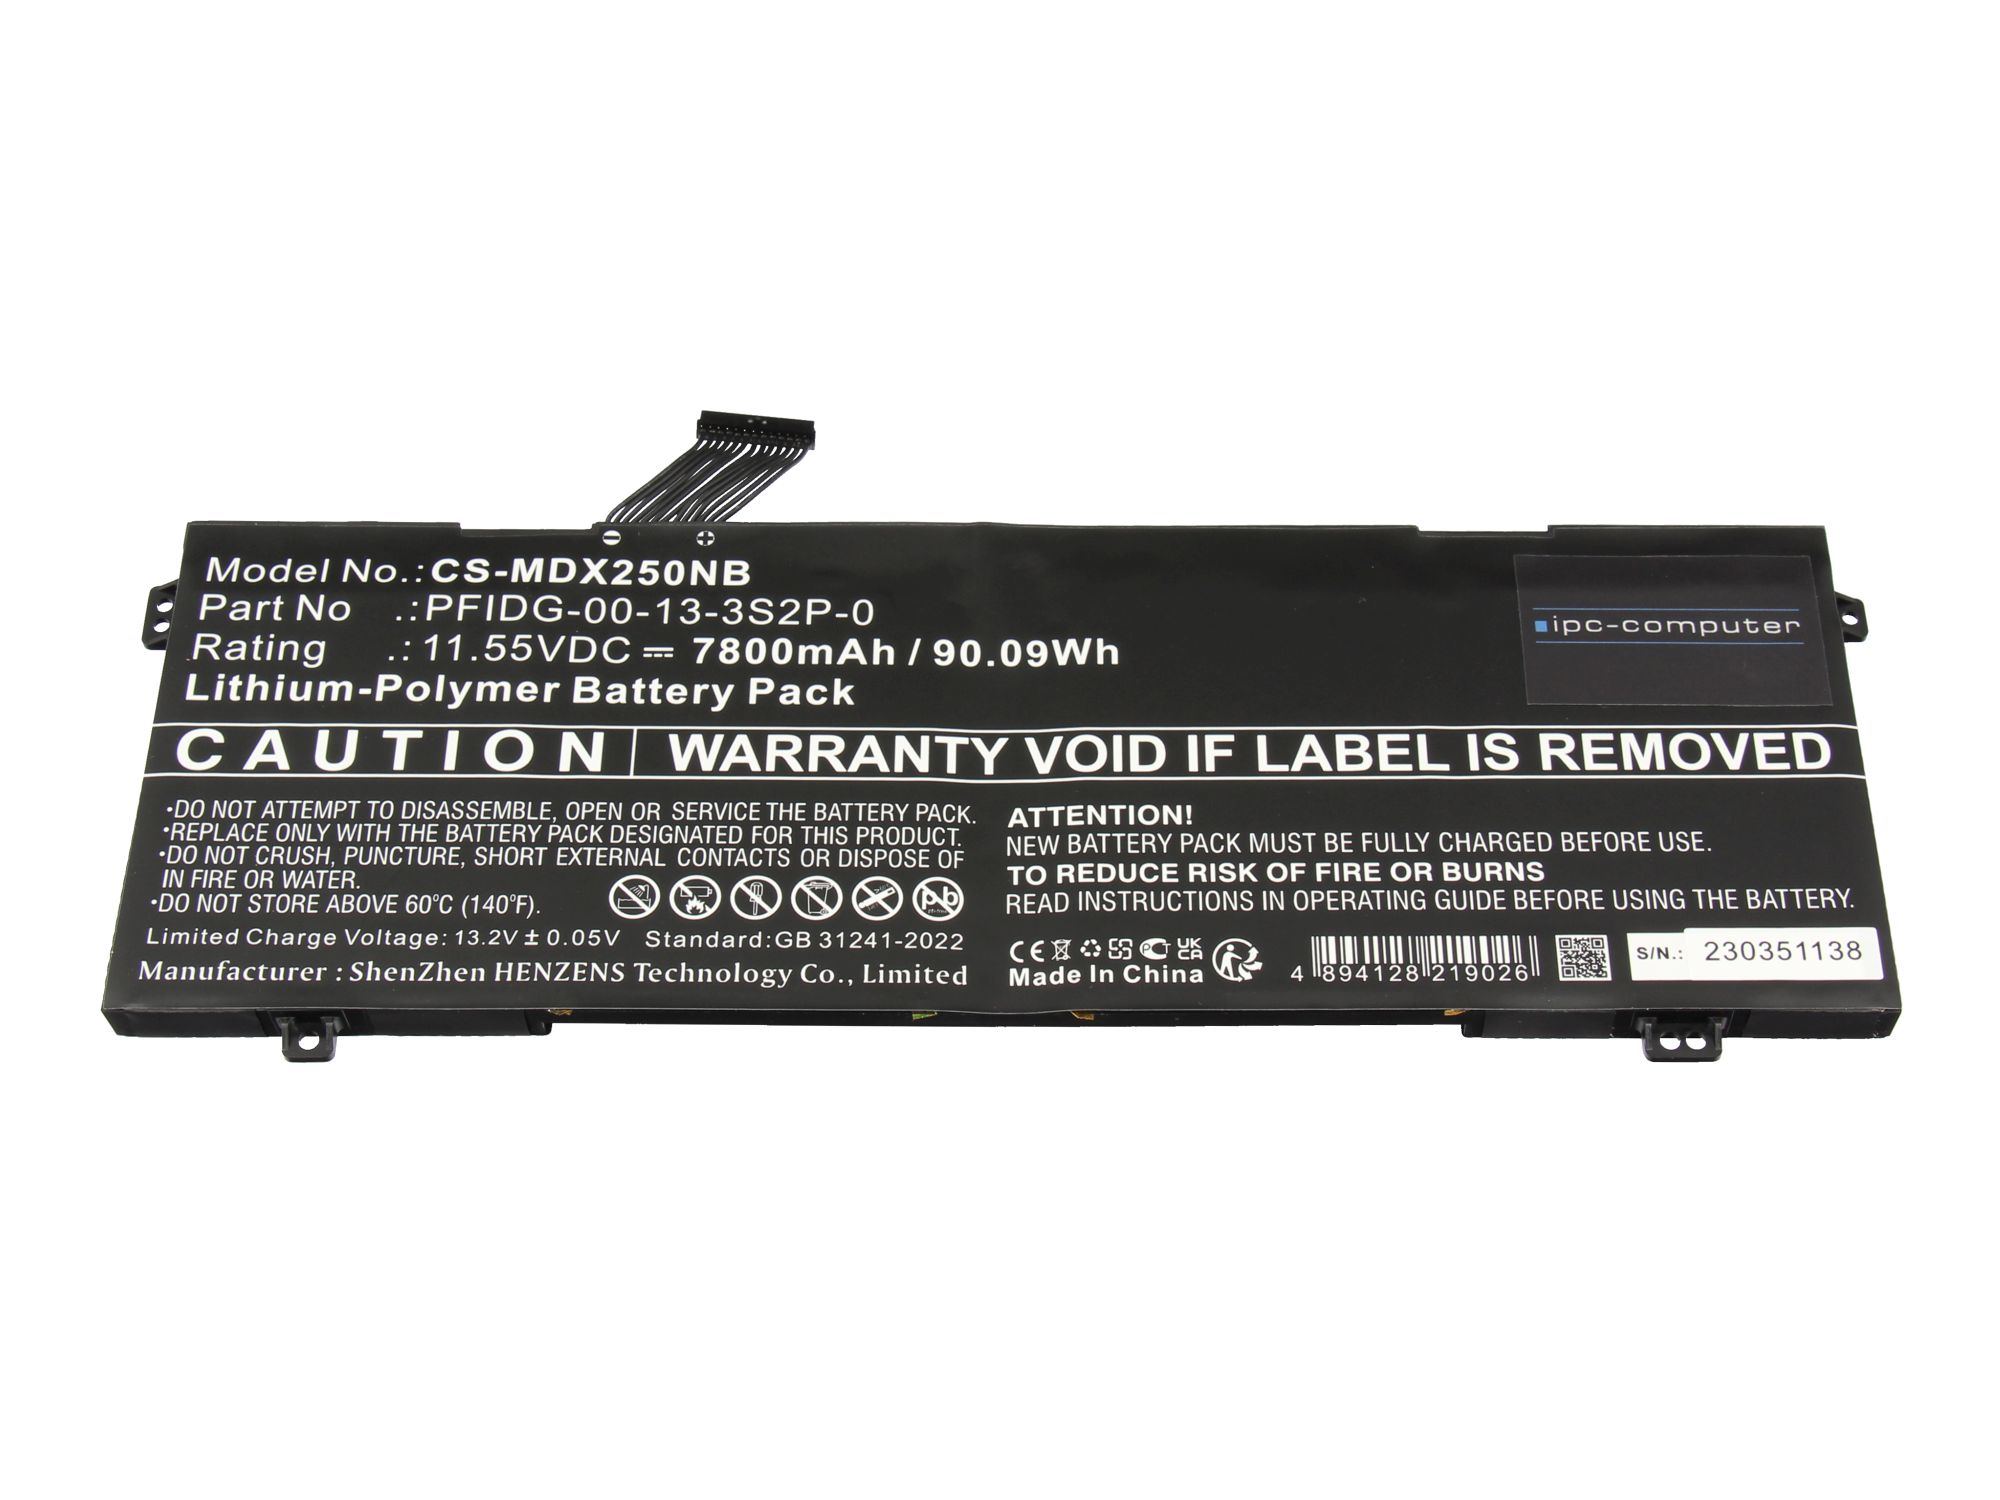 Model No.:CS-MDX250NB
Part No .:PFIDG-00-13-3S2P-0
Rating .:11.55VDC ⎓ 7800mAh / 90.09Wh
Lithium-Polymer Battery Pack
ipc-computer
CAUTION WARRANTY VOID IF LABEL IS REMOVED
•DO NOT ATTEMPT TO DISASSEMBLE, OPEN OR SERVICE THE BATTERY PACK.
•REPLACE ONLY WITH THE BATTERY PACK DESIGNATED FOR THIS PRODUCT.
•DO NOT CRUSH, PUNCTURE, SHORT EXTERNAL CONTACTS OR DISPOSE OF
IN FIRE OR WATER.
•DO NOT STORE ABOVE 60°C (140°F).
Pb
Limited Charge Voltage: 13.2V ± 0.05V Standard:GB 31241-2022
Manufacturer : ShenZhen HENZENS Technology Co., Limited
ATTENTION!
NEW BATTERY PACK MUST BE FULLY CHARGED BEFORE USE.
TO REDUCE RISK OF FIRE OR BURNS
READ INSTRUCTIONS IN OPERATING GUIDE BEFORE USING THE BATTERY.
CE UKCA
Made In China
4 894128 219026
S/N.: 230351138